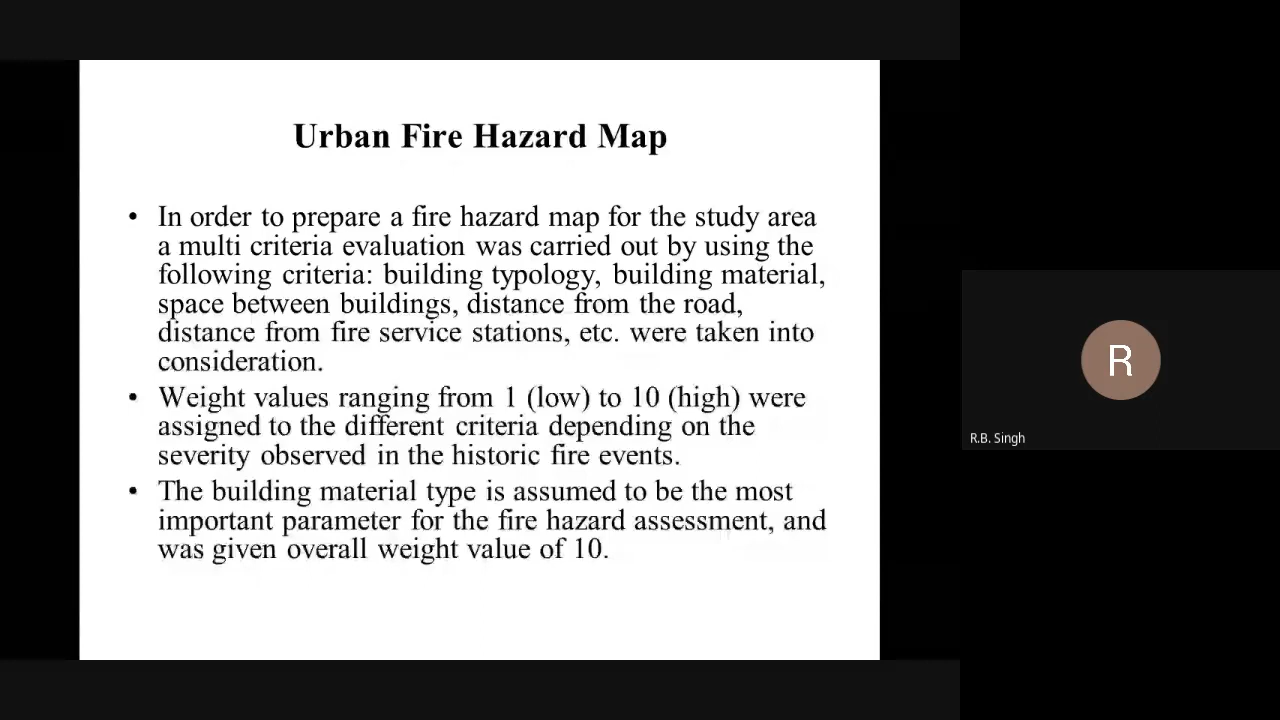 Urban Fire Hazard Map
• In order to prepare a fire hazard map for the study area
a multi criteria evaluation was carried out by using the
following criteria: building typology, building material,
space between buildings, distance from the road,
distance from fire service stations, etc. were taken into
consideration.
• Weight values ranging from 1 (low) to 10 (high) were
assigned to the different criteria depending on the
severity observed in the historic fire events.
• The building material type is assumed to be the most
important parameter for the fire hazard assessment, and
was given overall weight value of 10.
R
R.B. Singh